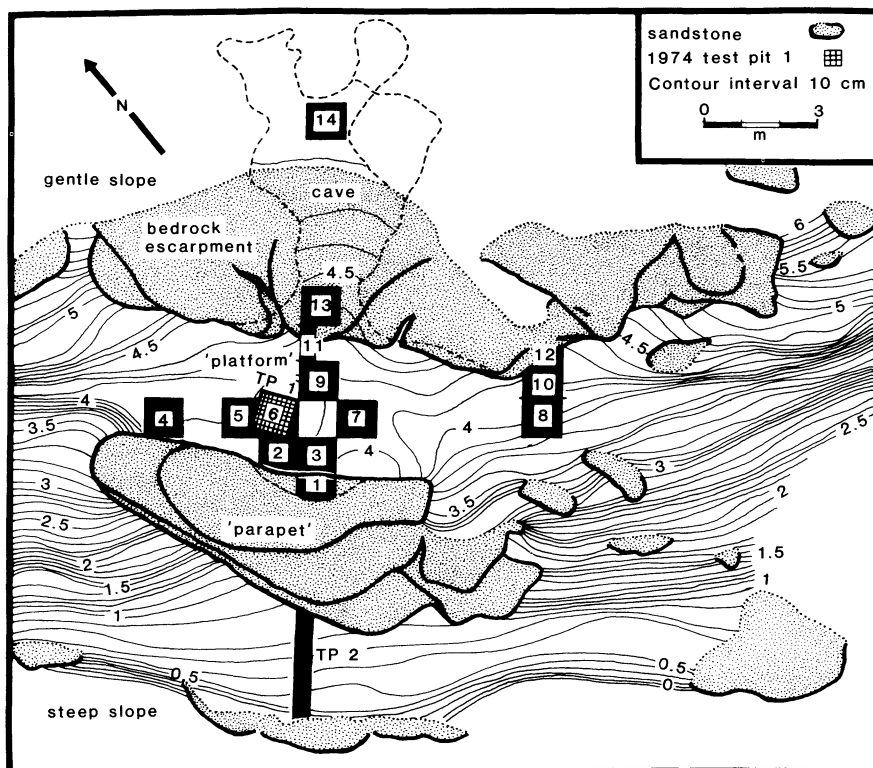 sandstone
1974 test pit 1
Contour interval 10 cm
0 3
m
N
14
gentle slope
cave
bedrock
escarpment
6
5.5
4.5
13
5
5
11
12
4.5
4.5
'platform'
TP 1
9
10
4
4
5
6
7
8
4
3.5
2.5
2
3
4
3
3
1
3.5
2
2.5
'parapet'
2
1.5
1.5
1
1
TP 2
0.5
0.5
0
steep slope